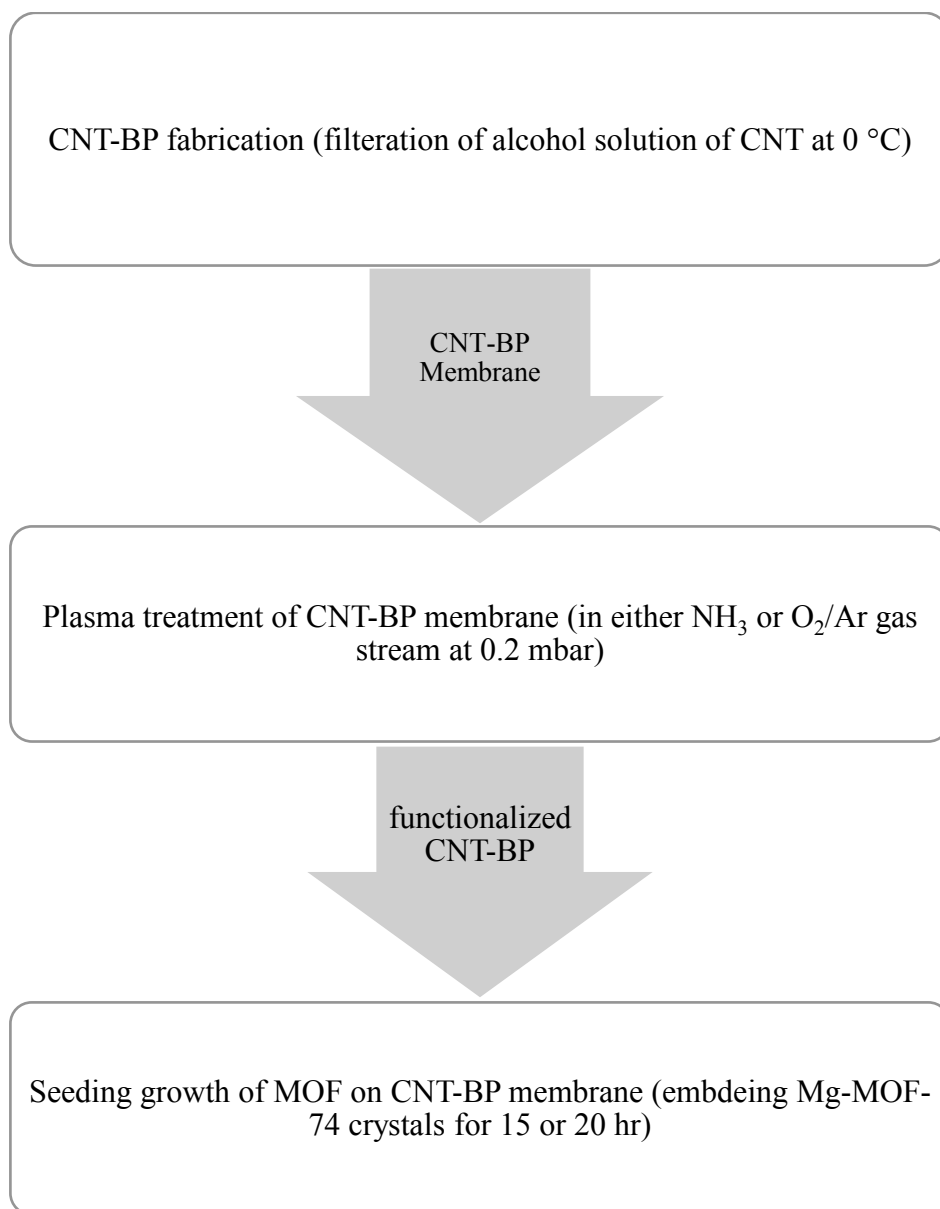 CNT-BP fabrication (filteration of alcohol solution of CNT at 0 °C)
CNT-BP
Membrane
Plasma treatment of CNT-BP membrane (in either NH₃ or O₂/Ar gas
stream at 0.2 mbar)
functionalized
CNT-BP
Seeding growth of MOF on CNT-BP membrane (embdeing Mg-MOF-
74 crystals for 15 or 20 hr)